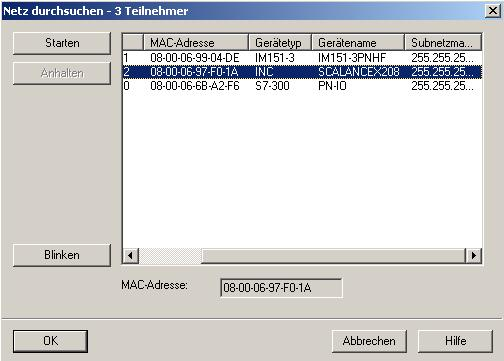 Netz durchsuchen - 3 Teilnehmer
Starten
Anhalten
Blinken
MAC-Adresse Gerätetyp Gerätename Subnetzma...
1 08-00-06-99-04-DE IM151-3 IM151-3PNHF 255.255.25...
2 08-00-06-97-F0-1A INC SCALANCEX208 255.255.25...
0 08-00-06-6B-A2-F6 S7-300 PN-IO 255.255.25...
MAC-Adresse: 08-00-06-97-F0-1A
OK Abbrechen Hilfe